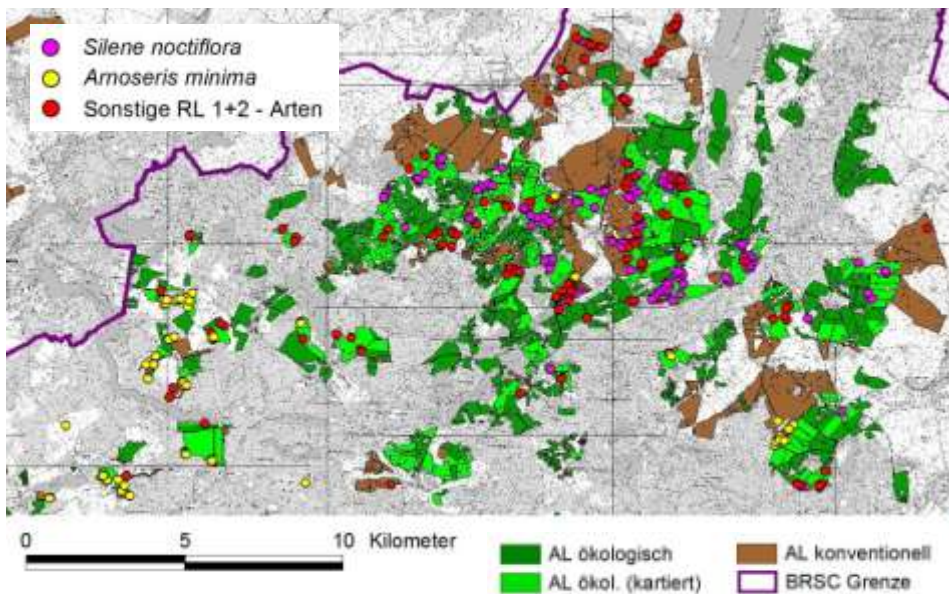 Silene noctiflora
Arnoseris minima
Sonstige RL 1+2 - Arten
0 5 10 Kilometer
AL ökologisch
AL konventionell
AL ökol. (kartiert)
BRSC Grenze